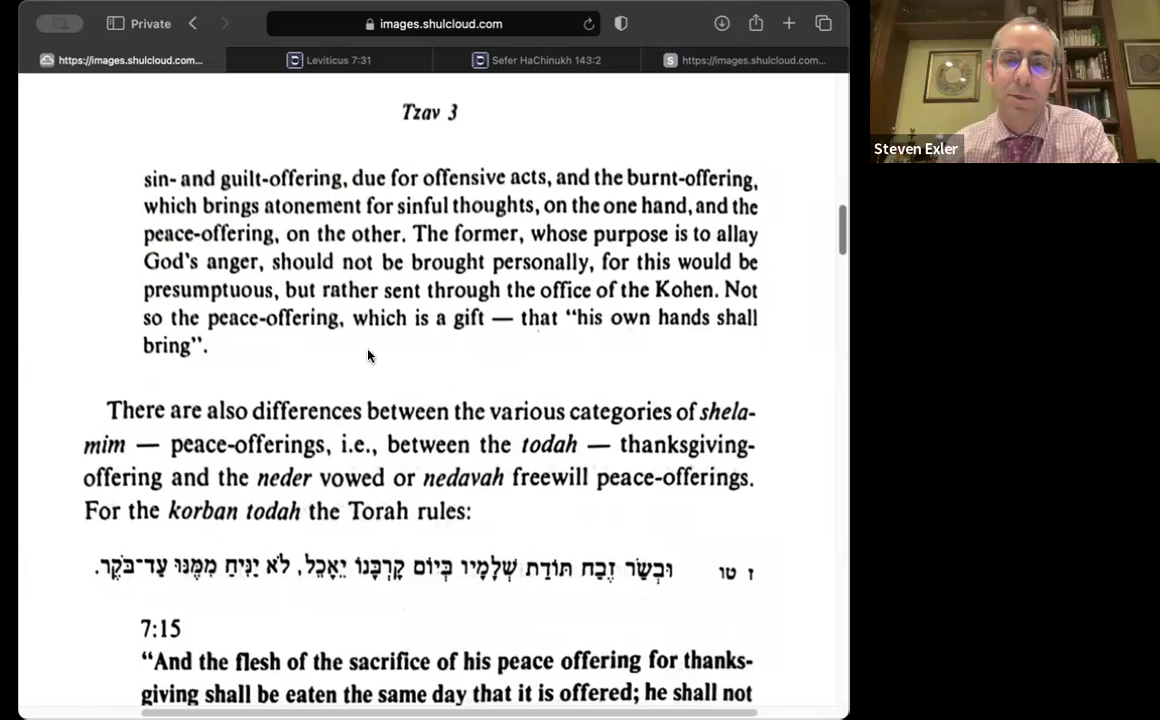 Private
images.shulcloud.com
https://images.shulcloud.com...
Leviticus 7:31
Sefer HaChinukh 143:2
S https://images.shulcloud.com...
Tzav 3
sin- and guilt-offering, due for offensive acts, and the burnt-offering,
which brings atonement for sinful thoughts, on the one hand, and the
peace-offering, on the other. The former, whose purpose is to allay
God's anger, should not be brought personally, for this would be
presumptuous, but rather sent through the office of the Kohen. Not
so the peace-offering, which is a gift — that “his own hands shall
bring”.
There are also differences between the various categories of shela-
mim — peace-offerings, i.e., between the todah — thanksgiving-
offering and the neder vowed or nedavah freewill peace-offerings.
For the korban todah the Torah rules:
ז טו וּבְשַׂר זֶבַח תּוֹדַת שְׁלָמָיו בְּיוֹם קָרְבָּנוֹ יֵאָכֵל, לֹא יַנִּיחַ מִמֶּנּוּ עַד־בֹּקֶר.
7:15
“And the flesh of the sacrifice of his peace offering for thanks-
giving shall be eaten the same day that it is offered; he shall not
Steven Exler